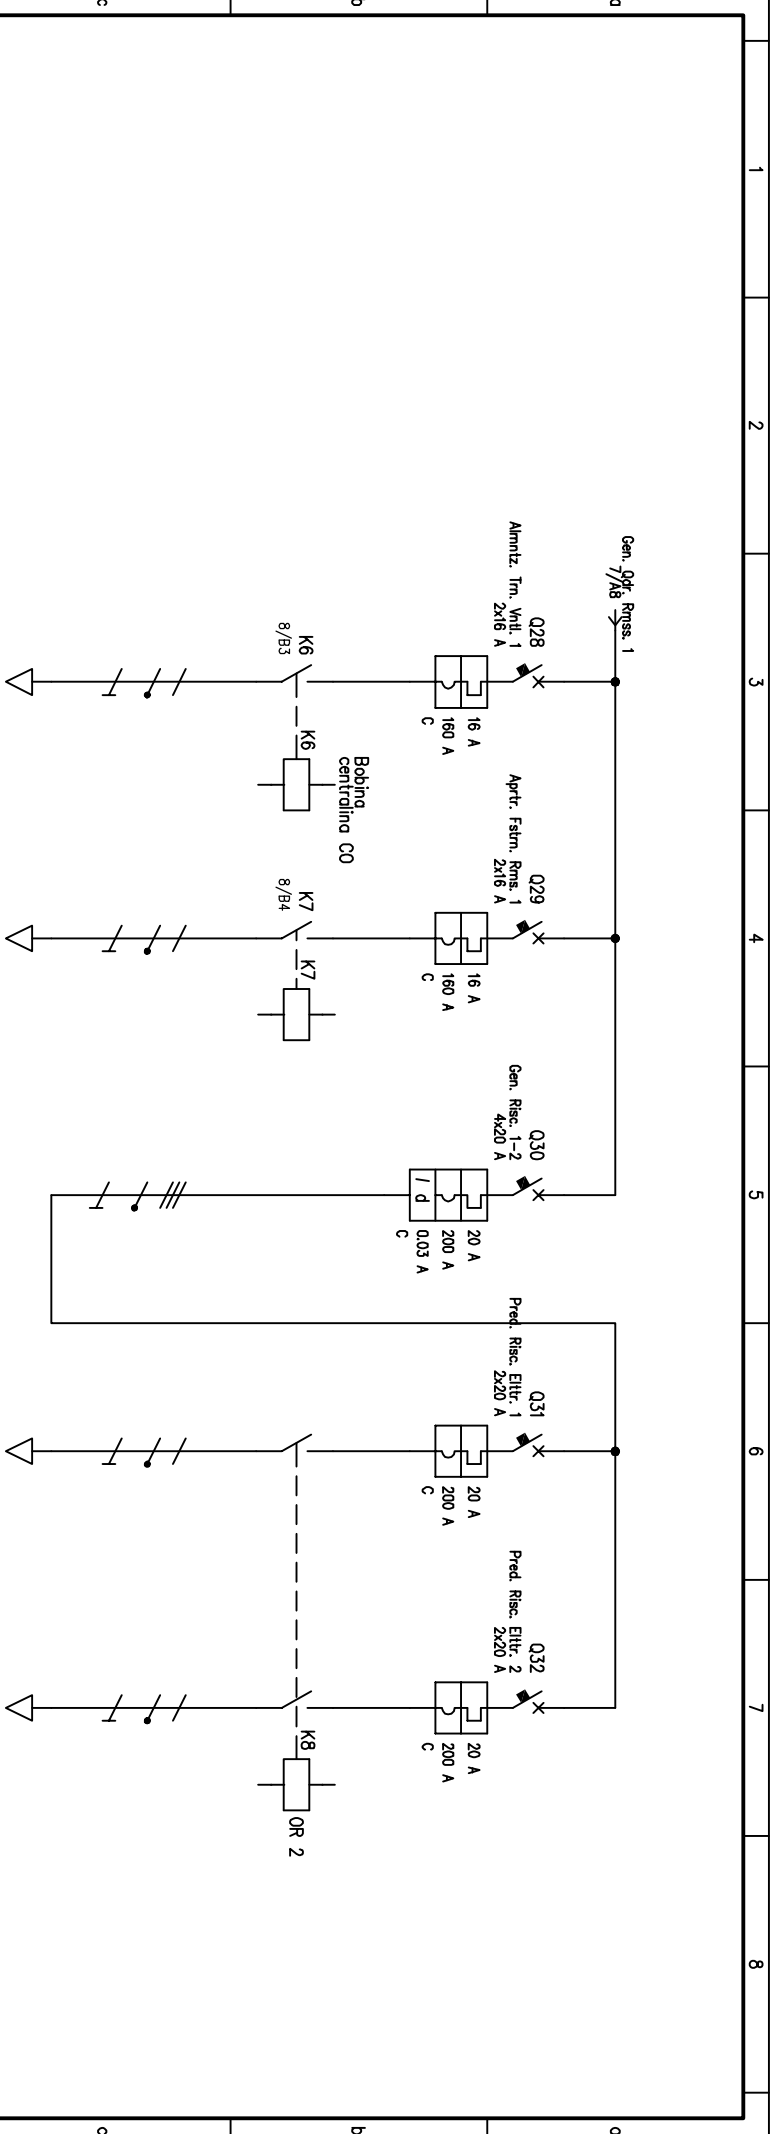 1
2
3
4
5
6
7
8
a
b
c
Gen. Qdr. Rmss. 1
7/A8
Q28
Almntz. Trn. Vntl. 1
2x16 A
16 A
160 A
C
K6
8/B3
K6
Bobina
centralina CO
Q29
Aprtr. Fstrn. Rms. 1
2x16 A
16 A
160 A
C
K7
8/B4
K7
Q30
Gen. Risc. 1-2
4x20 A
20 A
200 A
I d
0.03 A
C
Q31
Pred. Risc. Elttr. 1
2x20 A
20 A
200 A
C
Q32
Pred. Risc. Elttr. 2
2x20 A
20 A
200 A
C
K8
OR 2
a
b
c